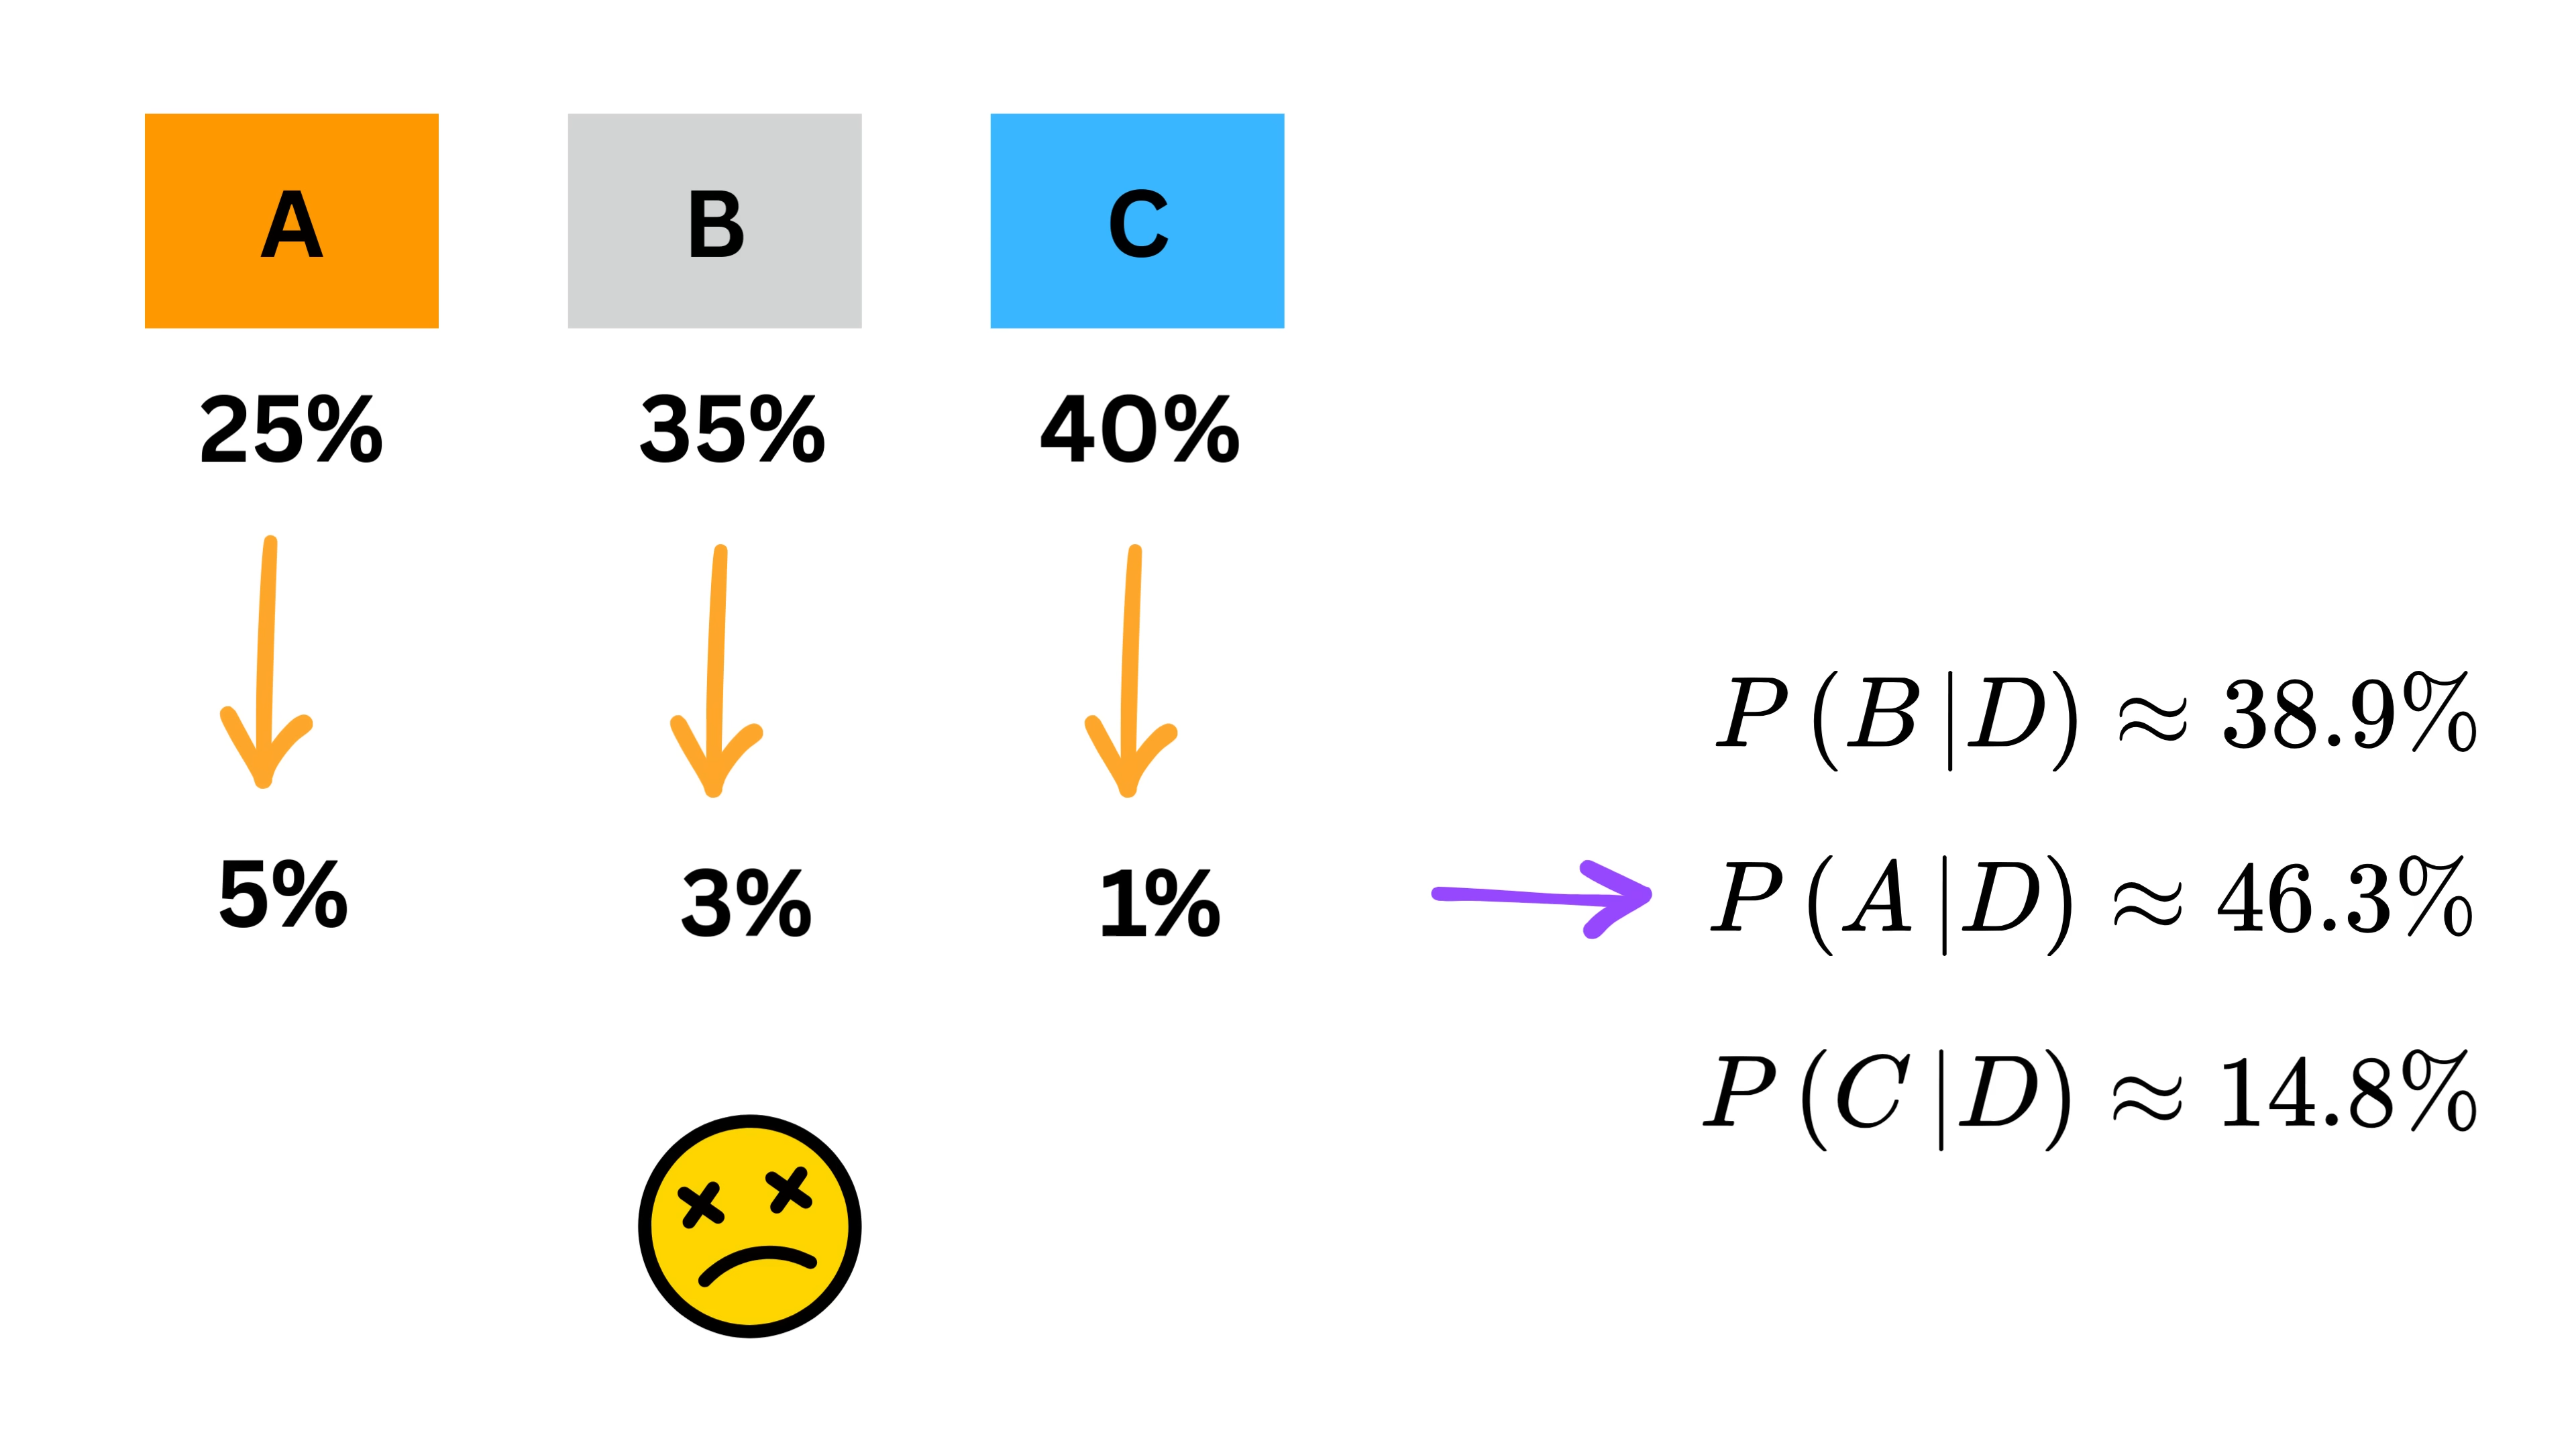 A B C
25% 35% 40%
5% 3% 1%
P(B|D) ≈ 38.9%
P(A|D) ≈ 46.3%
P(C|D) ≈ 14.8%